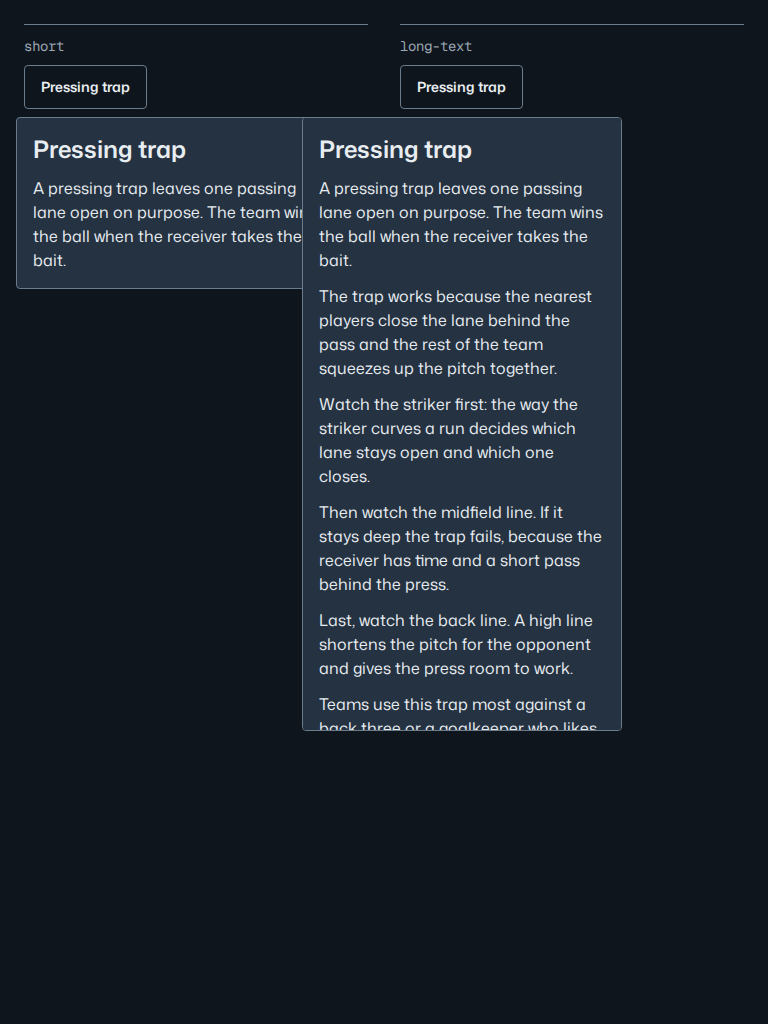 short
Pressing trap
Pressing trap
A pressing trap leaves one passing
lane open on purpose. The team
the ball when the receiver takes the
bait.
long-text
Pressing trap
Pressing trap
A pressing trap leaves one passing
lane open on purpose. The team wins
the ball when the receiver takes the
bait.
The trap works because the nearest
players close the lane behind the
pass and the rest of the team
squeezes up the pitch together.
Watch the striker first: the way the
striker curves a run decides which
lane stays open and which one
closes.
Then watch the midfield line. If it
stays deep the trap fails, because the
receiver has time and a short pass
behind the press.
Last, watch the back line. A high line
shortens the pitch for the opponent
and gives the press room to work.
Teams use this trap most against a
back three or a goalkeeper who likes